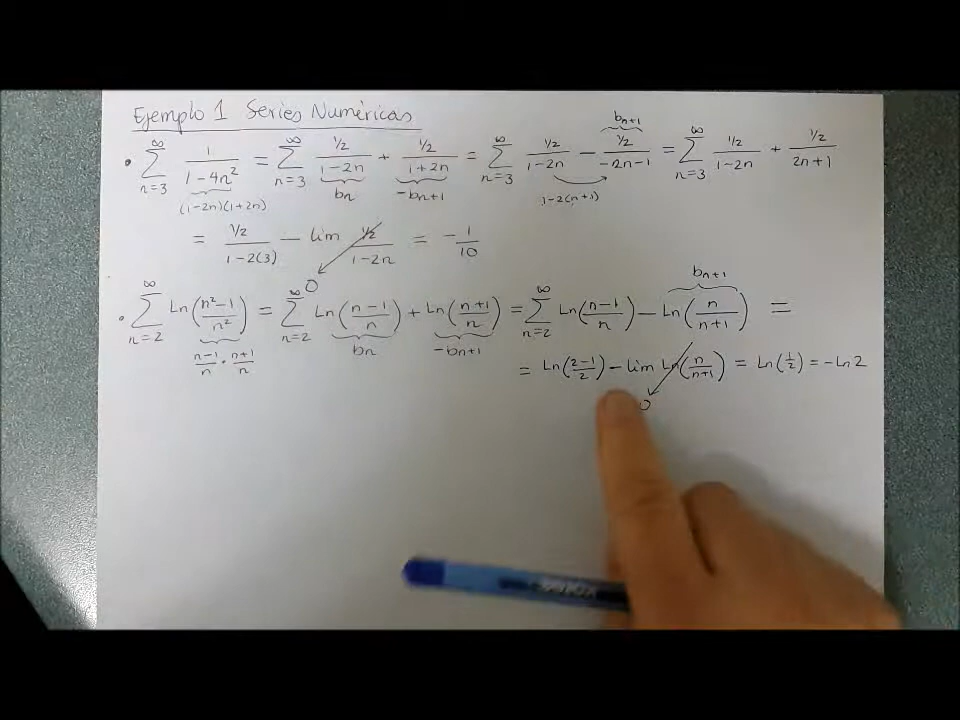 Ejemplo 1 Series Numéricas
• ∑_{n=3}^{∞} 1/(1-4n²) = ∑_{n=3}^{∞} ½/(1-2n) + ½/(1+2n) = ∑_{n=3}^{∞} ½/(1-2n) - ½/(-2n-1) = ∑_{n=3}^{∞} ½/(1-2n) + ½/(2n+1)
(1-2n)(1+2n) bn -bn+1 1-2(n+1) bn+1
= ½/(1-2(3)) - lim ½/(1-2n) = -1/10
0
• ∑_{n=2}^{∞} Ln(n²-1/n²) = ∑_{n=2}^{∞} Ln(n-1/n) + Ln(n+1/n) = ∑_{n=2}^{∞} Ln(n-1/n) - Ln(n/n+1) =
n-1/n · n+1/n bn -bn+1 bn+1
= Ln(2-1/2) - lim Ln(n/n+1) = Ln(½) = -Ln2
0